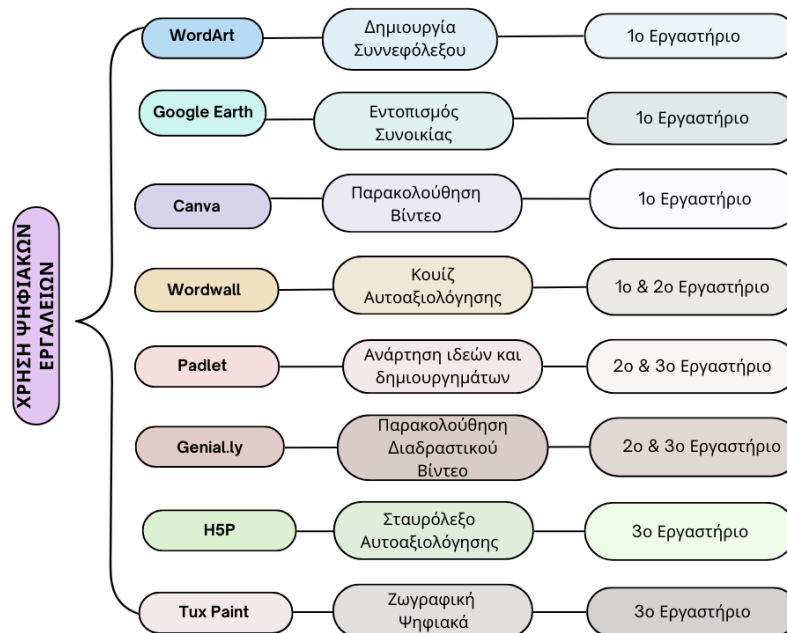 ΧΡΗΣΗ ΨΗΦΙΑΚΩΝ
ΕΡΓΑΛΕΙΩΝ
WordArt
Δημιουργία
Συννεφόλεξου
1ο Εργαστήριο
Google Earth
Εντοπισμός
Συνοικίας
1ο Εργαστήριο
Canva
Παρακολούθηση
Βίντεο
1ο Εργαστήριο
Wordwall
Κουίζ
Αυτοαξιολόγησης
1ο & 2ο Εργαστήριο
Padlet
Ανάρτηση ιδεών και
δημιουργημάτων
2ο & 3ο Εργαστήριο
Genial.ly
Παρακολούθηση
Διαδραστικού
Βίντεο
2ο & 3ο Εργαστήριο
H5P
Σταυρόλεξο
Αυτοαξιολόγησης
3ο Εργαστήριο
Tux Paint
Ζωγραφική
Ψηφιακά
3ο Εργαστήριο